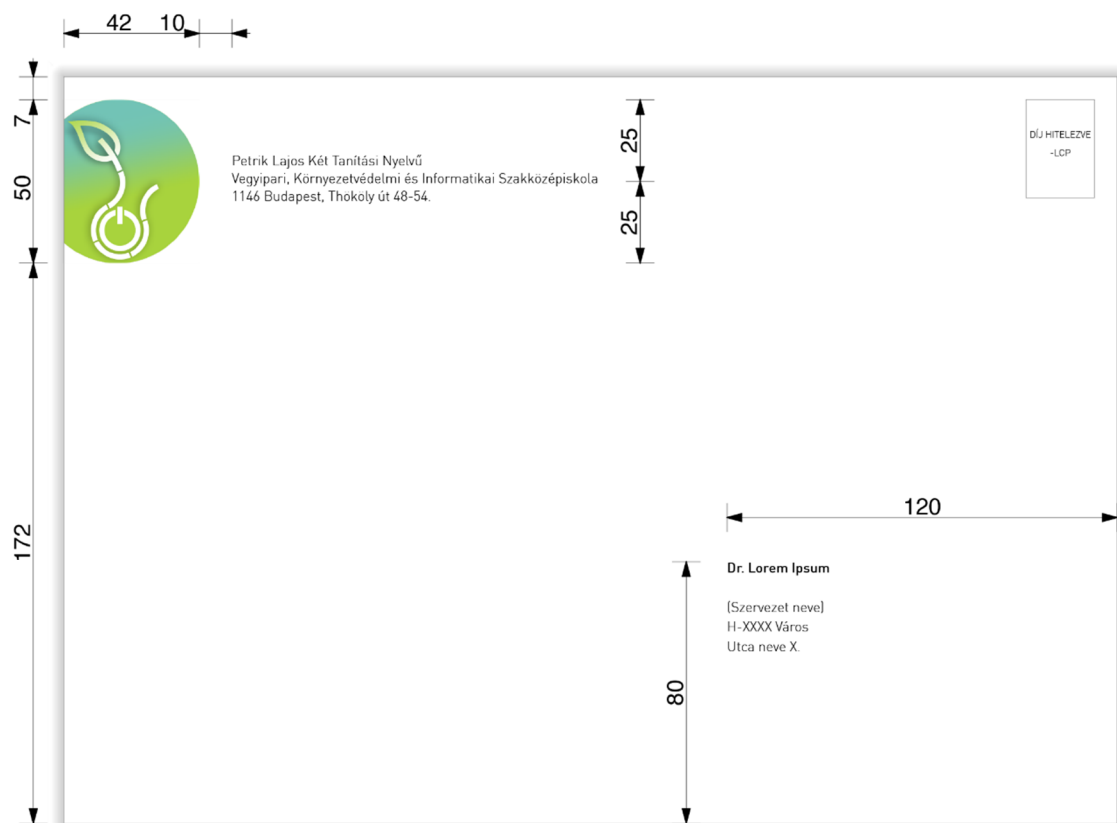 42 10
7
50
172
Petrik Lajos Két Tanítási Nyelvű
Vegyipari, Környezetvédelmi és Informatikai Szakközépiskola
1146 Budapest, Thököly út 48-54.
25
25
DÍJ HITELEZVE
-LCP
120
80
Dr. Lorem Ipsum
(Szervezet neve)
H-XXXX Város
Utca neve X.